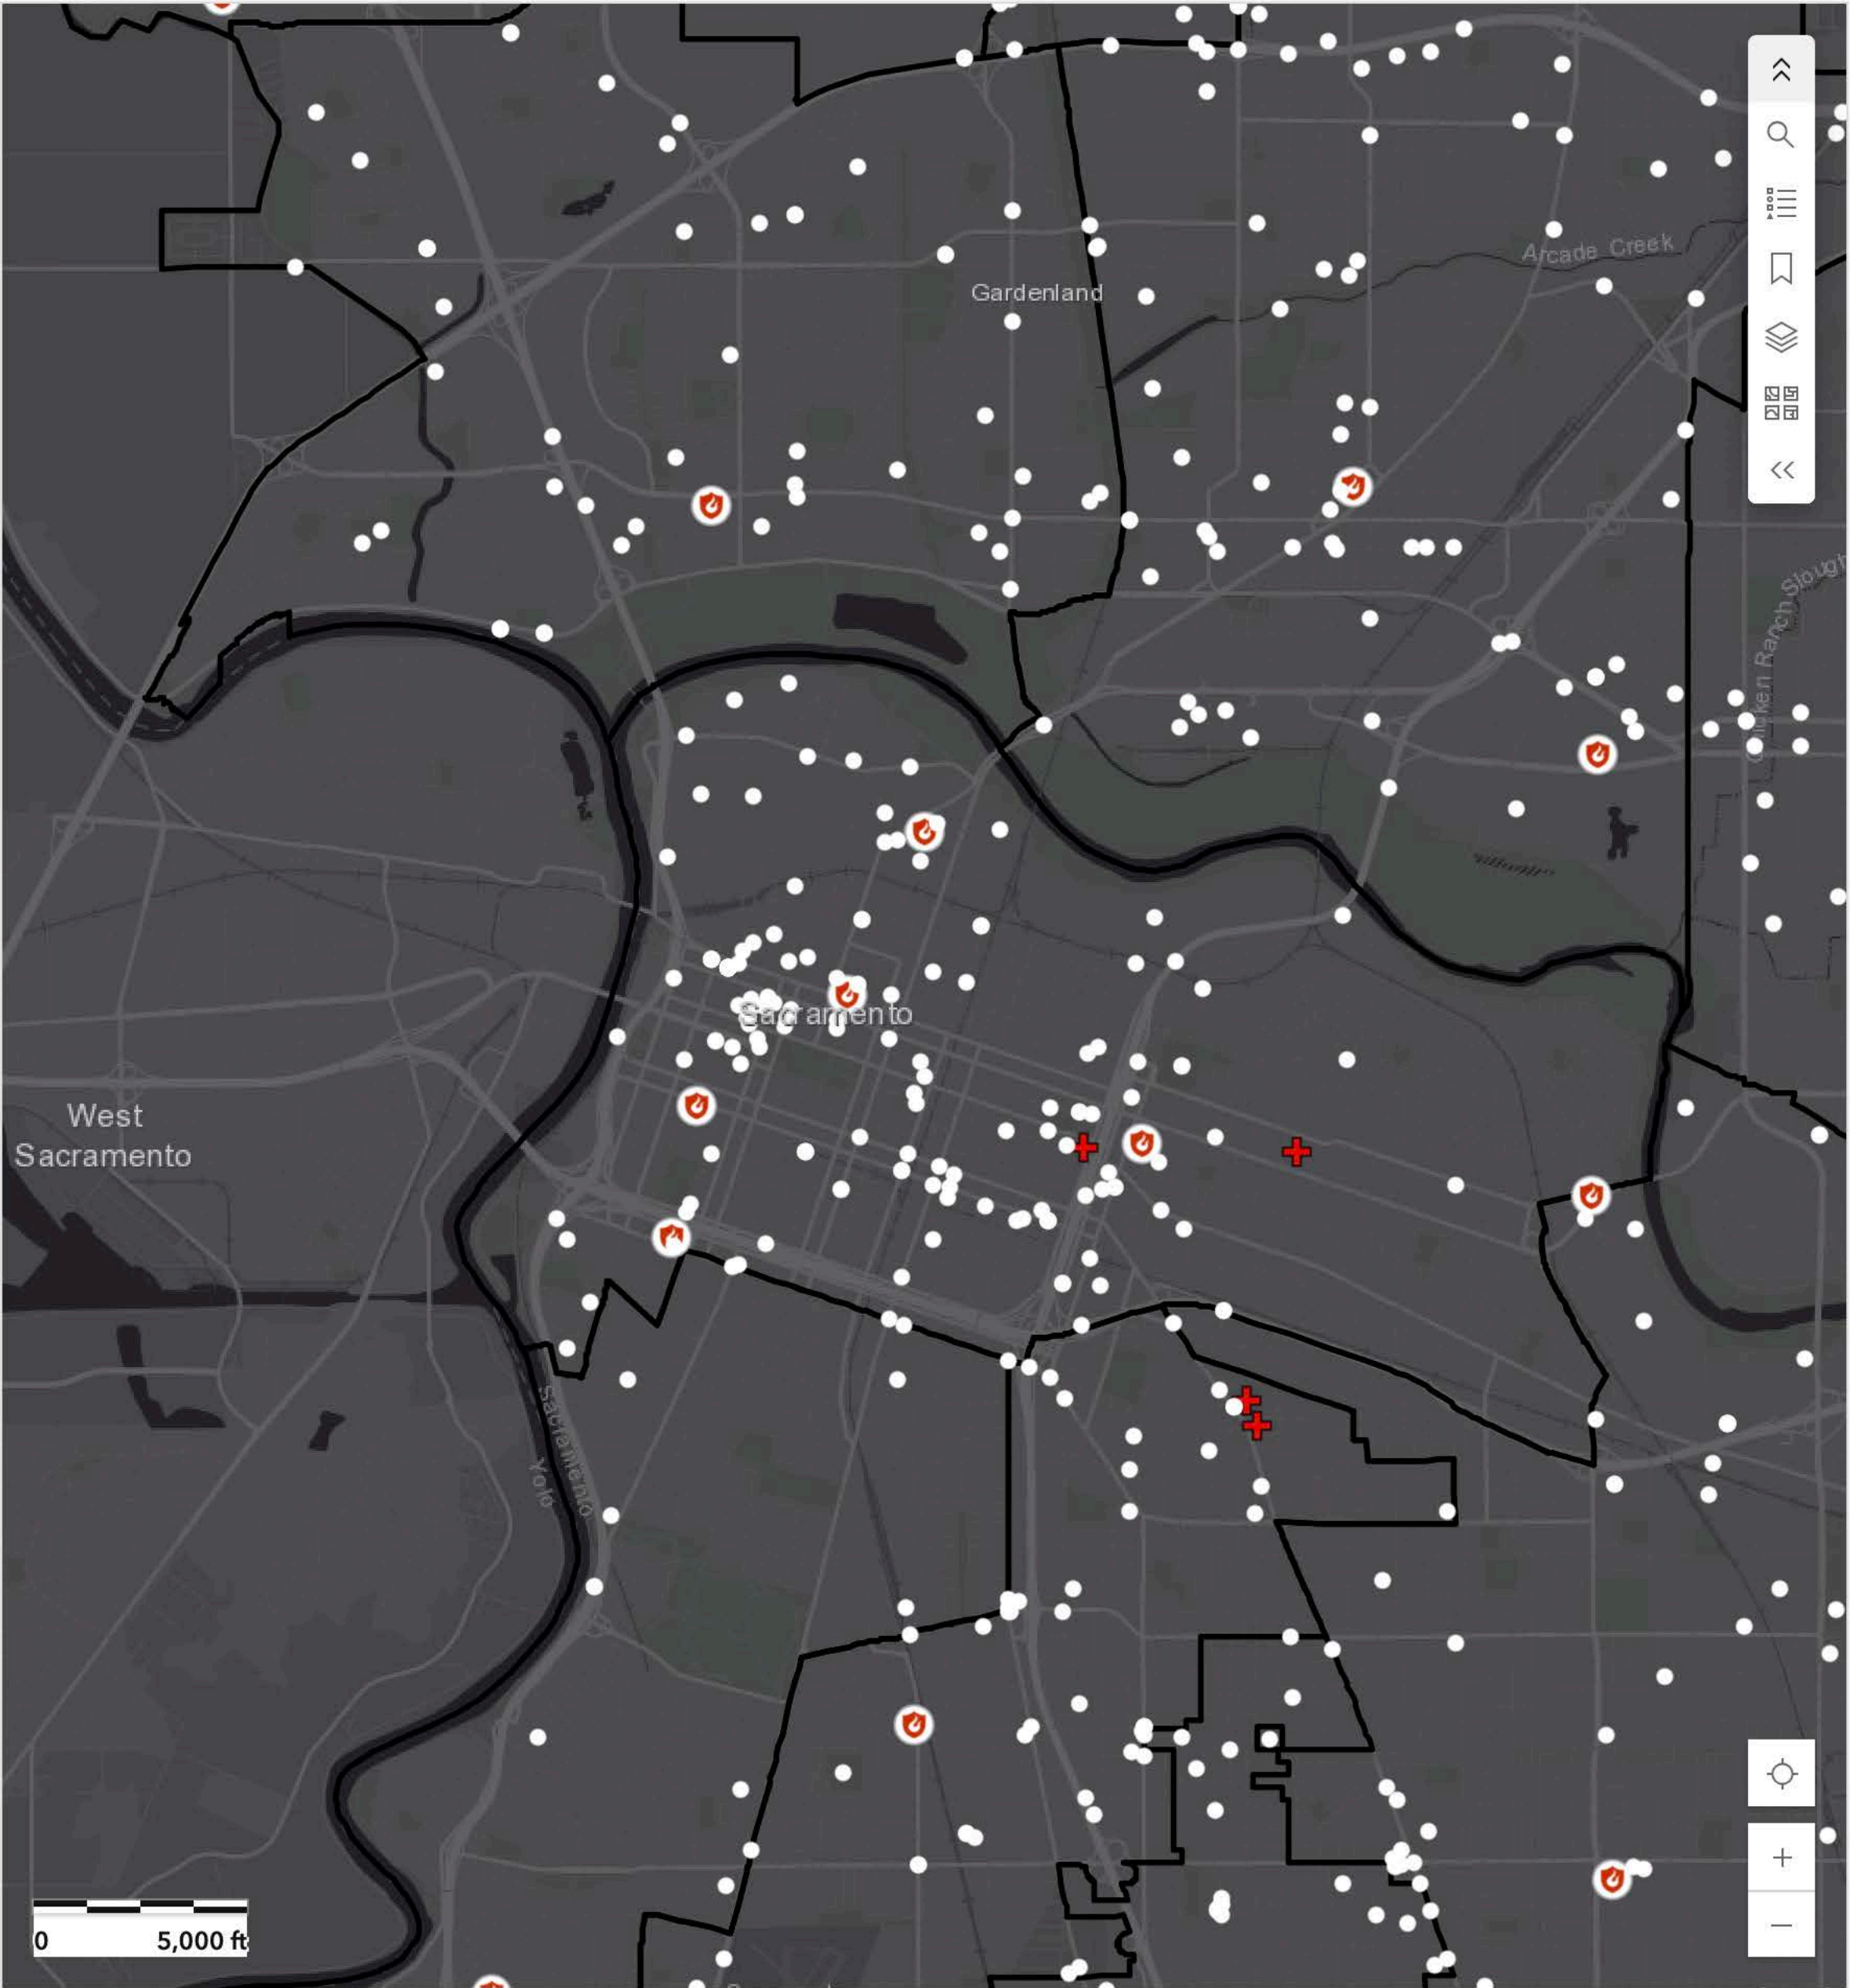 Arcade Creek
Gardenland
Chicken Ranch Slough
Sacramento
West
Sacramento
Sacramento
Yolo
0 5,000 ft